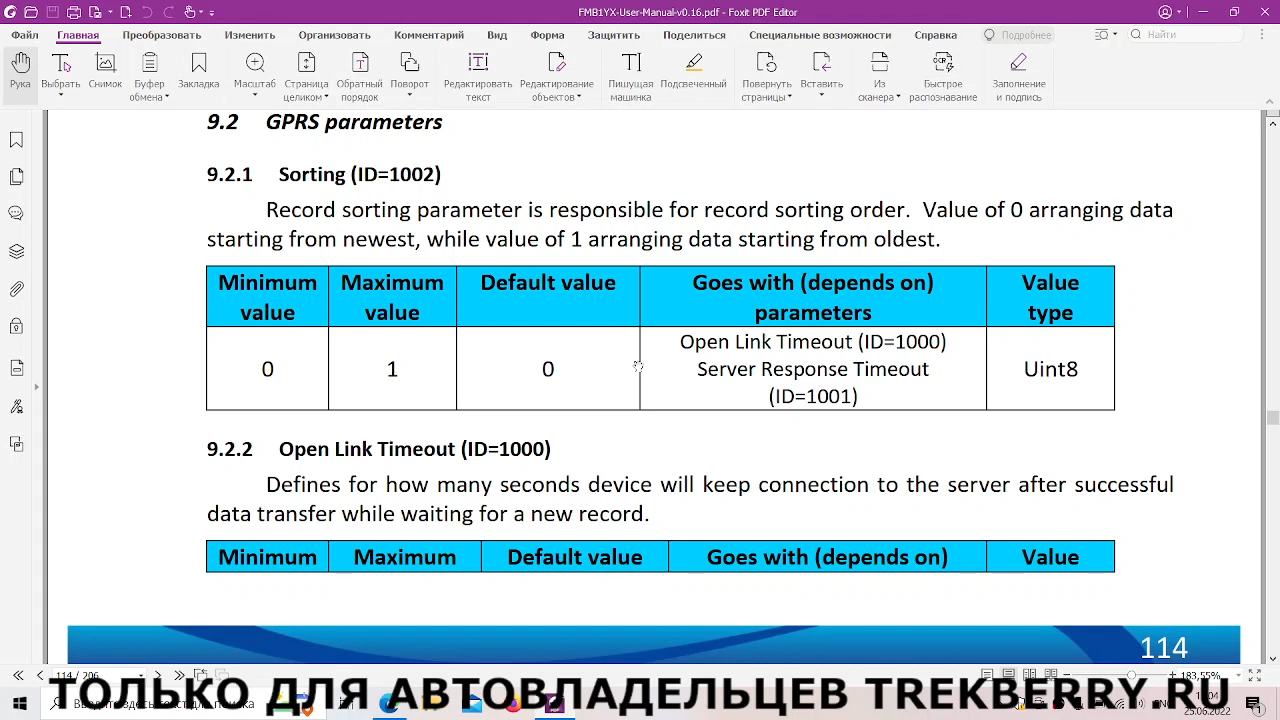 FMB1YX-User-Manual-v0.16.pdf - Foxit PDF Editor
Файл Главная Преобразовать Изменить Организовать Комментарий Вид Форма Защитить Поделиться Специальные возможности Справка Подробнее Найти
Рука Выбрать Снимок Буфер обмена Закладка Масштаб Страница целиком Обратный порядок Поворот Редактировать текст Редактирование объектов Пишущая машинка Подсвеченный Повернуть страницы Вставить Из сканера Быстрое распознавание Заполнение и подпись
9.2 GPRS parameters
9.2.1 Sorting (ID=1002)
Record sorting parameter is responsible for record sorting order. Value of 0 arranging data
starting from newest, while value of 1 arranging data starting from oldest.
Minimum value Maximum value Default value Goes with (depends on) parameters Value type
0 1 0 Open Link Timeout (ID=1000) Server Response Timeout (ID=1001) Uint8
9.2.2 Open Link Timeout (ID=1000)
Defines for how many seconds device will keep connection to the server after successful
data transfer while waiting for a new record.
Minimum Maximum Default value Goes with (depends on) Value
114
114 / 206 183.55%
ТОЛЬКО ДЛЯ АВТОВЛАДЕЛЬЦЕВ TREKBERRY RU
25.06.2022